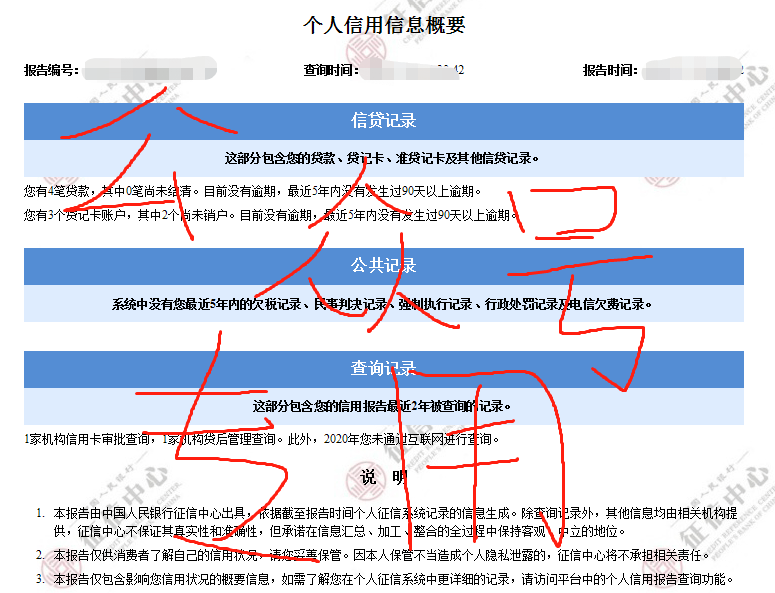 个人信用信息概要
报告编号： 查询时间： 42 报告时间：
信贷记录
这部分包含您的贷款、贷记卡、准贷记卡及其他信贷记录。
您有4笔贷款，其中0笔尚未结清。目前没有逾期，最近5年内没有发生过90天以上逾期。
您有3个贷记卡账户，其中2个尚未销户。目前没有逾期，最近5年内没有发生过90天以上逾期。
公共记录
系统中没有您最近5年内的欠税记录、民事判决记录、强制执行记录、行政处罚记录及电信欠费记录。
查询记录
这部分包含您的信用报告最近2年被查询的记录。
1家机构信用卡审批查询，1家机构贷后管理查询。此外，2020年您未通过互联网进行查询。
说 明
1. 本报告由中国人民银行征信中心出具，依据截至报告时间个人征信系统记录的信息生成。除查询记录外，其他信息均由相关机构提
供，征信中心不保证其真实性和准确性，但承诺在信息汇总、加工、整合的全过程中保持客观、中立的地位。
2. 本报告仅供消费者了解自己的信用状况，请您妥善保管。因本人保管不当造成个人隐私泄露的，征信中心将不承担相关责任。
3. 本报告仅包含影响您信用状况的概要信息，如需了解您在个人征信系统中更详细的记录，请访问平台中的个人信用报告查询功能。
公众号
专用
征信中心